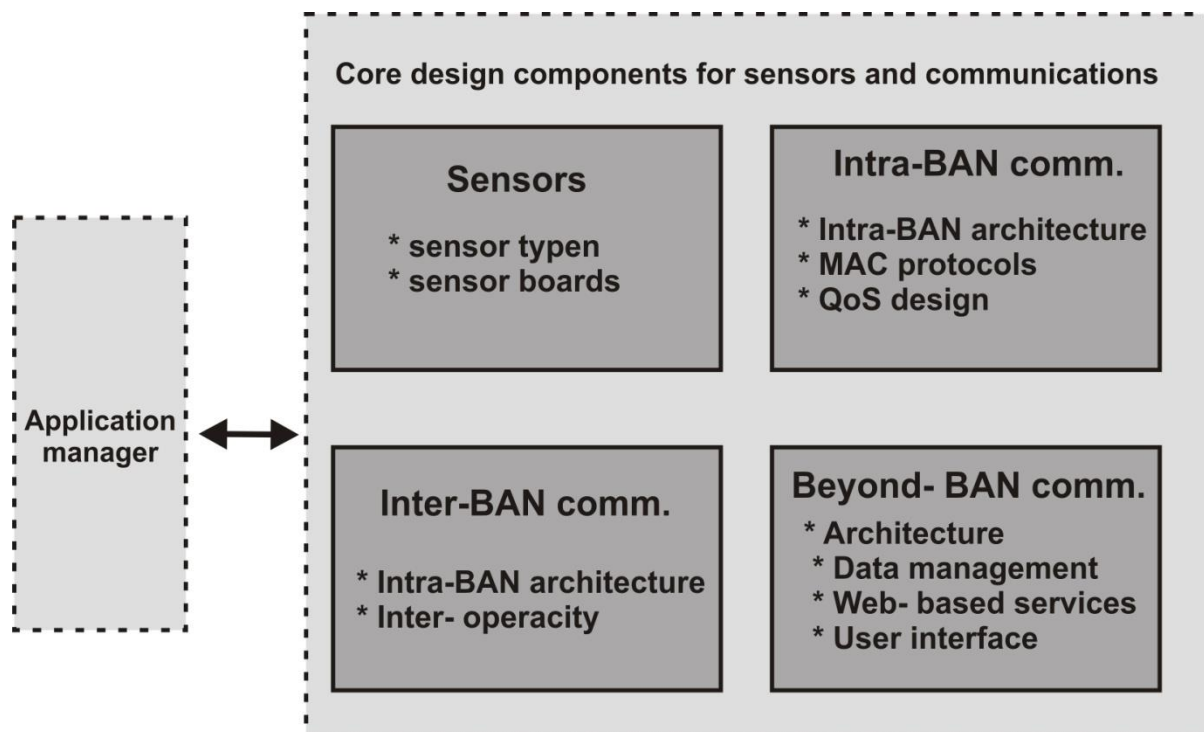 Core design components for sensors and communications
Application
manager
Sensors
* sensor typen
* sensor boards
Intra-BAN comm.
* Intra-BAN architecture
* MAC protocols
* QoS design
Inter-BAN comm.
* Intra-BAN architecture
* Inter- operacity
Beyond- BAN comm.
* Architecture
* Data management
* Web- based services
* User interface